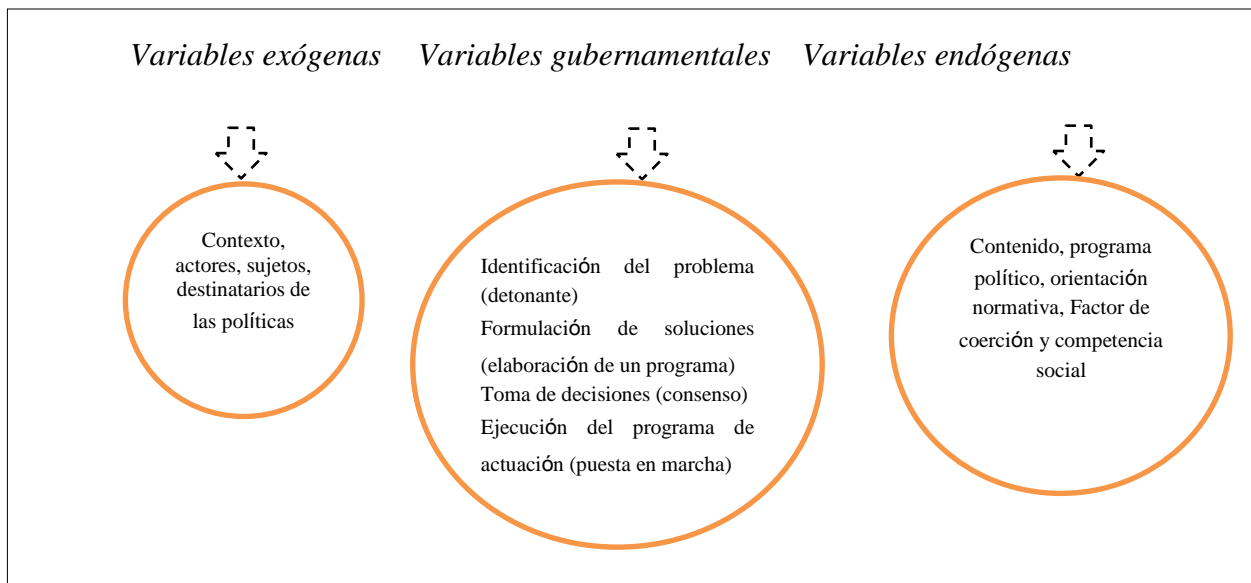 Variables exógenas Variables gubernamentales Variables endógenas
Contexto,
actores, sujetos,
destinatarios de
las políticas
Identificación del problema
(detonante)
Formulación de soluciones
(elaboración de un programa)
Toma de decisiones (consenso)
Ejecución del programa de
actuación (puesta en marcha)
Contenido, programa
político, orientación
normativa, Factor de
coerción y competencia
social